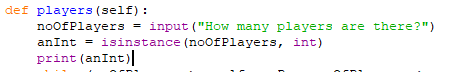 def players(self):
    noOfPlayers = input("How many players are there?")
    anInt = isinstance(noOfPlayers, int)
    print(anInt)